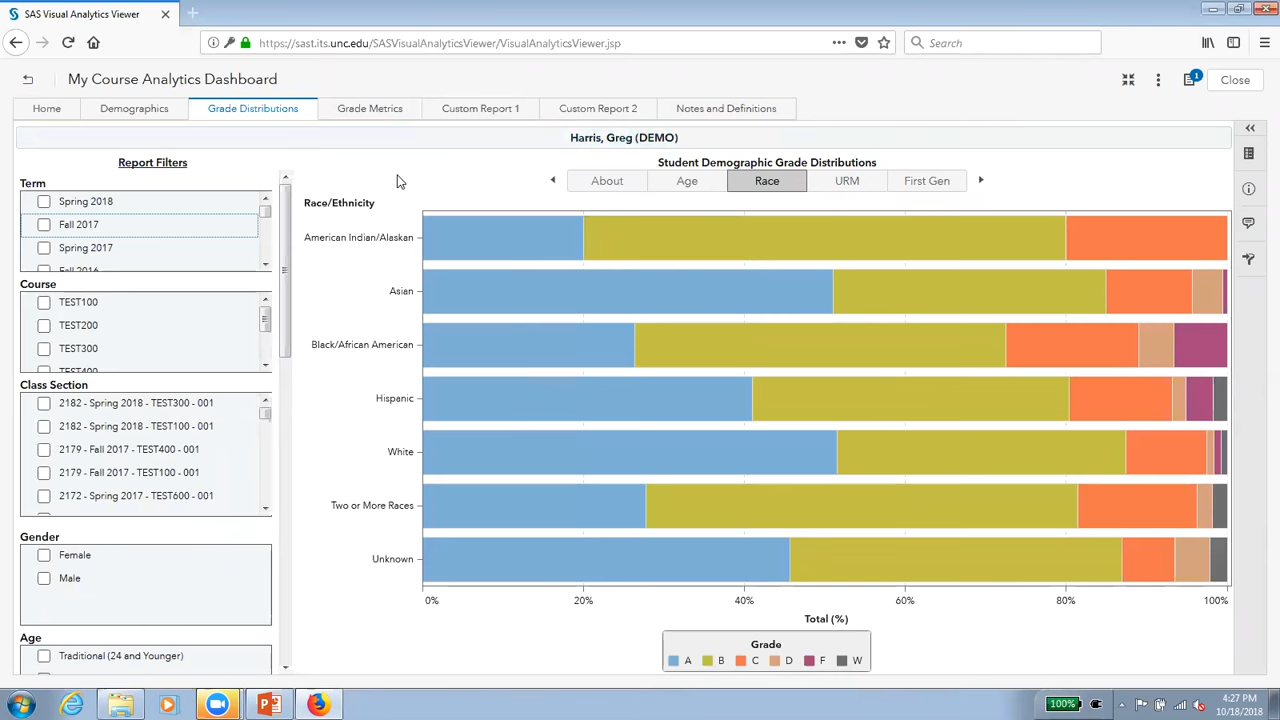 SAS Visual Analytics Viewer
https://sast.its.unc.edu/SASVisualAnalyticsViewer/VisualAnalyticsViewer.jsp
Search
My Course Analytics Dashboard
1
Close
Home
Demographics
Grade Distributions
Grade Metrics
Custom Report 1
Custom Report 2
Notes and Definitions
Harris, Greg (DEMO)
Report Filters
Term
Spring 2018
Fall 2017
Spring 2017
Fall 2016
Course
TEST100
TEST200
TEST300
TEST400
Class Section
2182 - Spring 2018 - TEST300 - 001
2182 - Spring 2018 - TEST100 - 001
2179 - Fall 2017 - TEST400 - 001
2179 - Fall 2017 - TEST100 - 001
2172 - Spring 2017 - TEST600 - 001
Gender
Female
Male
Age
Traditional (24 and Younger)
Student Demographic Grade Distributions
About
Age
Race
URM
First Gen
Race/Ethnicity
American Indian/Alaskan
Asian
Black/African American
Hispanic
White
Two or More Races
Unknown
0% 20% 40% 60% 80% 100%
Total (%)
Grade
A B C D F W
100%
4:27 PM
10/18/2018